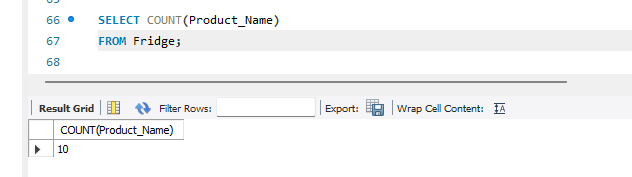 66 SELECT COUNT(Product_Name)
67 FROM Fridge;
68
Result Grid Filter Rows: Export: Wrap Cell Content: IA
COUNT(Product_Name)
10